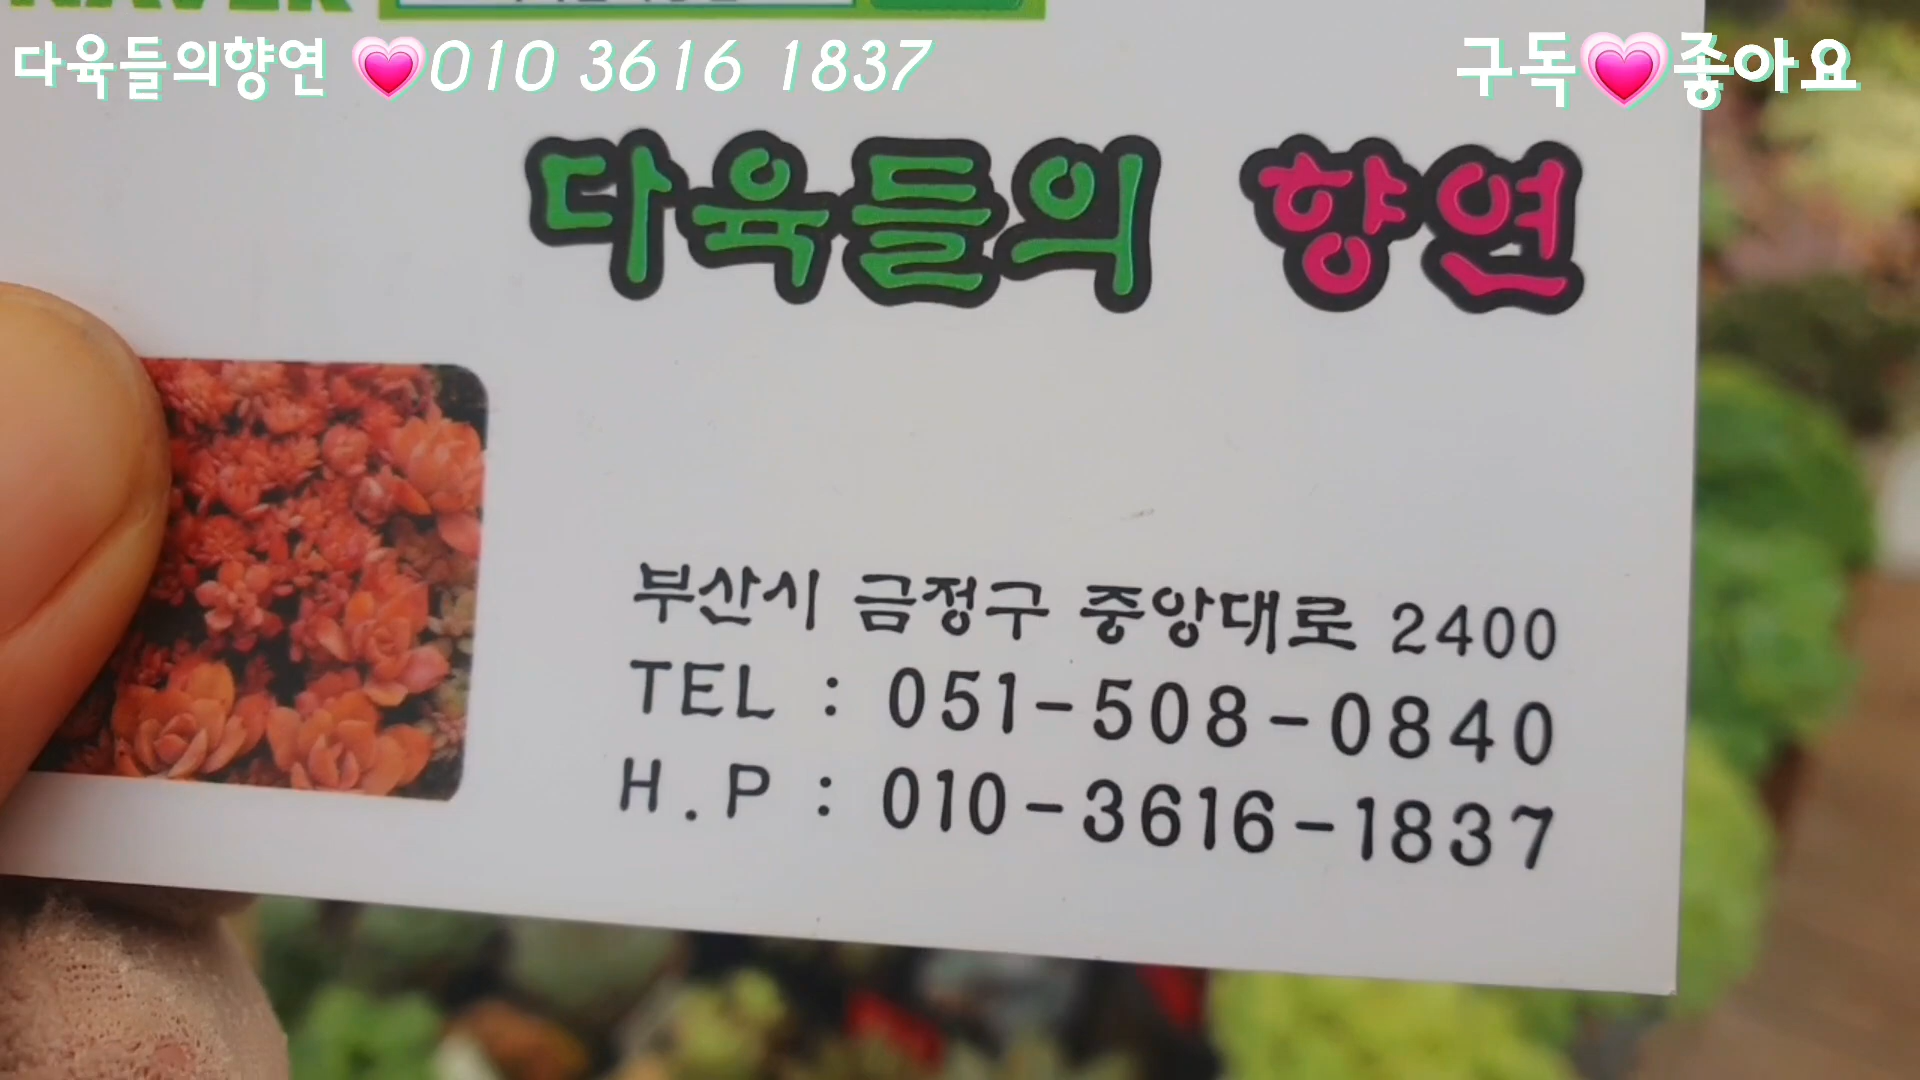 NAVER
다육들의향연 💗010 3616 1837
구독💗좋아요
다육들의 향연
부산시 금정구 중앙대로 2400
TEL : 051-508-0840
H.P : 010-3616-1837